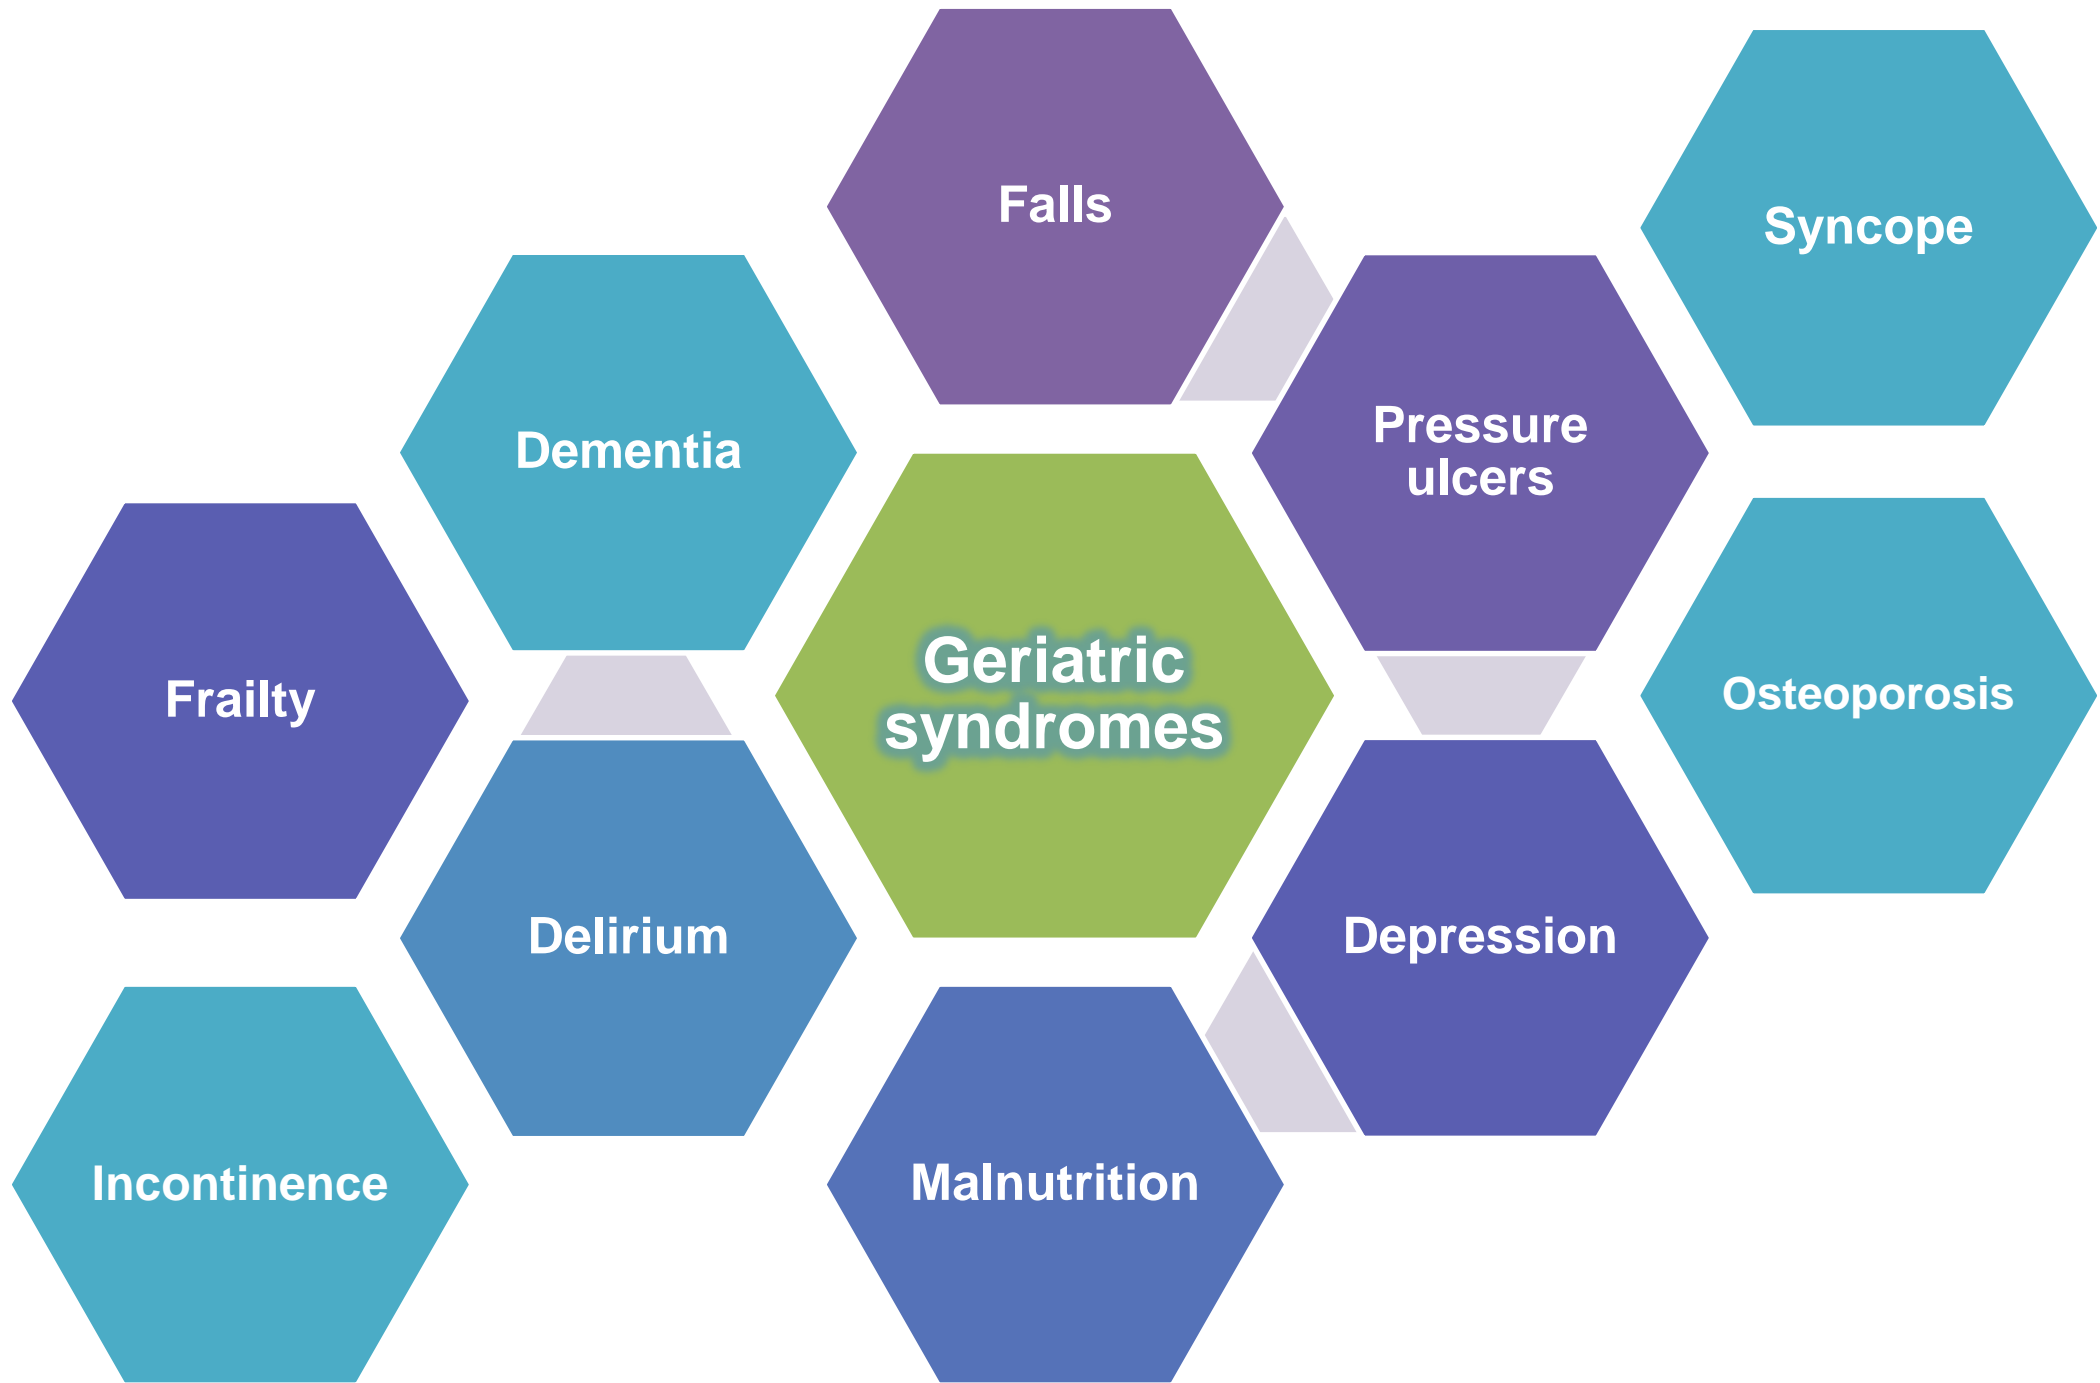 Falls
Syncope
Dementia
Pressure
ulcers
Geriatric
syndromes
Frailty
Osteoporosis
Delirium
Depression
Incontinence
Malnutrition